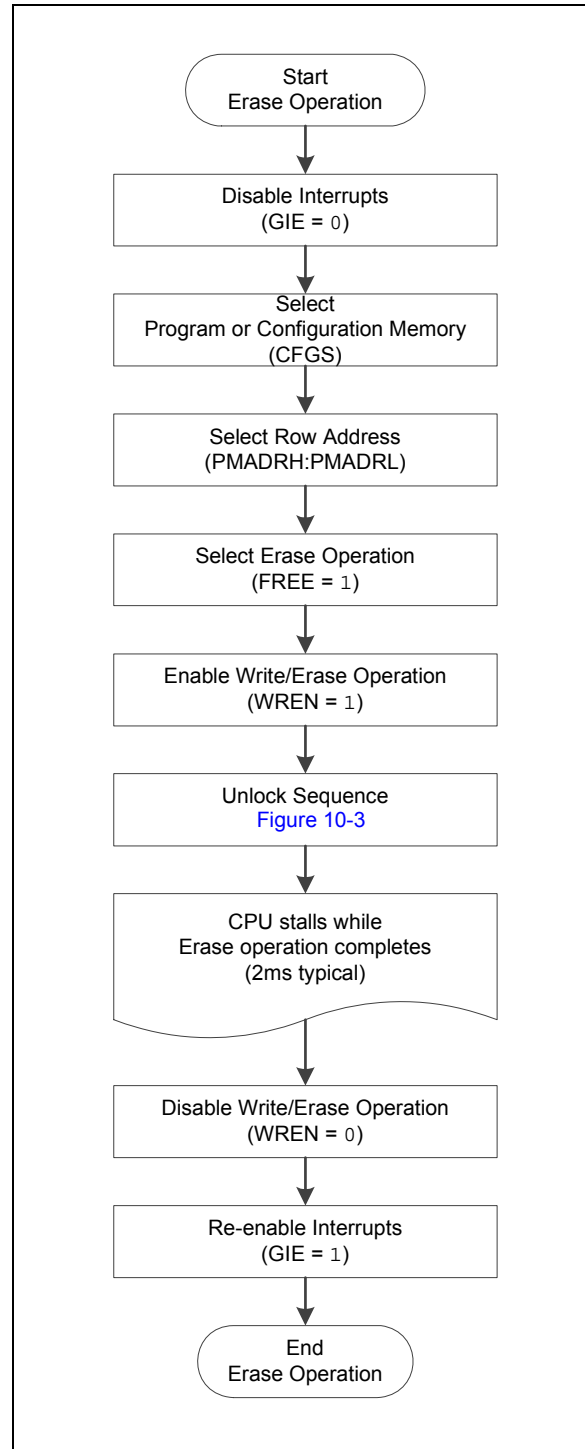 Start
Erase Operation
Disable Interrupts
(GIE = 0)
Select
Program or Configuration Memory
(CFGS)
Select Row Address
(PMADRH:PMADRL)
Select Erase Operation
(FREE = 1)
Enable Write/Erase Operation
(WREN = 1)
Unlock Sequence
Figure 10-3
CPU stalls while
Erase operation completes
(2ms typical)
Disable Write/Erase Operation
(WREN = 0)
Re-enable Interrupts
(GIE = 1)
End
Erase Operation